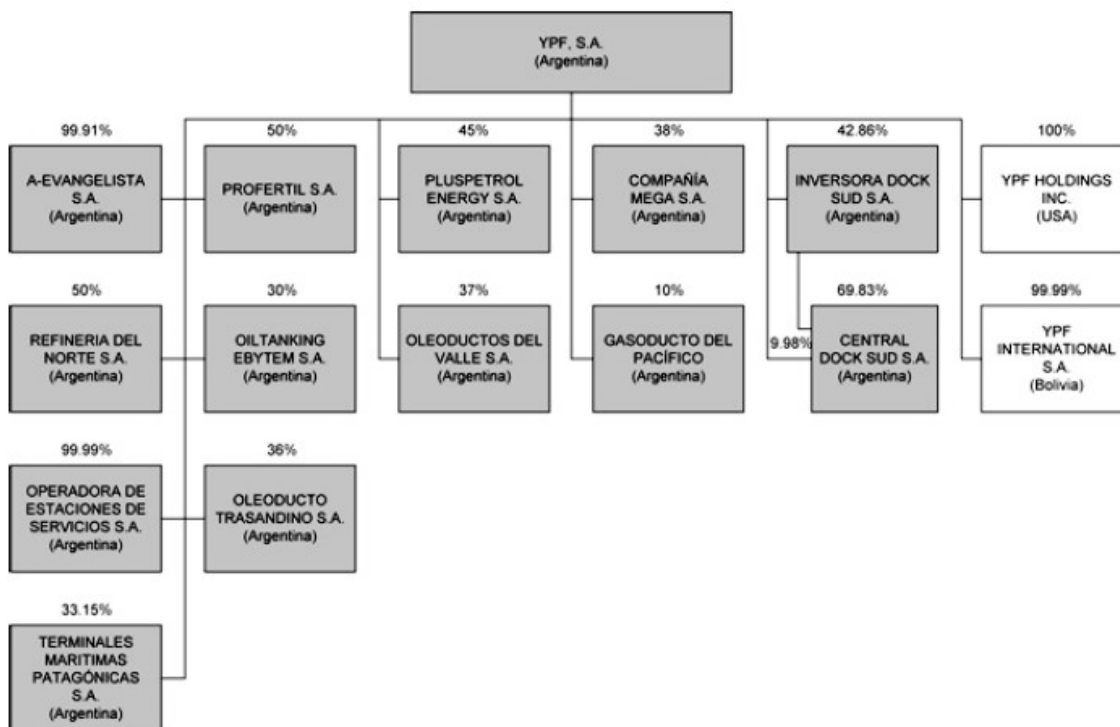 YPF, S.A.
(Argentina)
99.91%
A-EVANGELISTA
S.A.
(Argentina)
50%
PROFERTIL S.A.
(Argentina)
45%
PLUSPETROL
ENERGY S.A.
(Argentina)
38%
COMPAÑÍA
MEGA S.A.
(Argentina)
42.86%
INVERSORA DOCK
SUD S.A.
(Argentina)
100%
YPF HOLDINGS
INC.
(USA)
50%
REFINERIA DEL
NORTE S.A.
(Argentina)
30%
OILTANKING
EBYTEM S.A.
(Argentina)
37%
OLEODUCTOS DEL
VALLE S.A.
(Argentina)
10%
GASODUCTO DEL
PACÍFICO
(Argentina)
9.98%
69.83%
CENTRAL
DOCK SUD S.A.
(Argentina)
99.99%
YPF
INTERNATIONAL
S.A.
(Bolivia)
99.99%
OPERADORA DE
ESTACIONES DE
SERVICIOS S.A.
(Argentina)
36%
OLEODUCTO
TRASANDINO S.A.
(Argentina)
33.15%
TERMINALES
MARITIMAS
PATAGÓNICAS
S.A.
(Argentina)